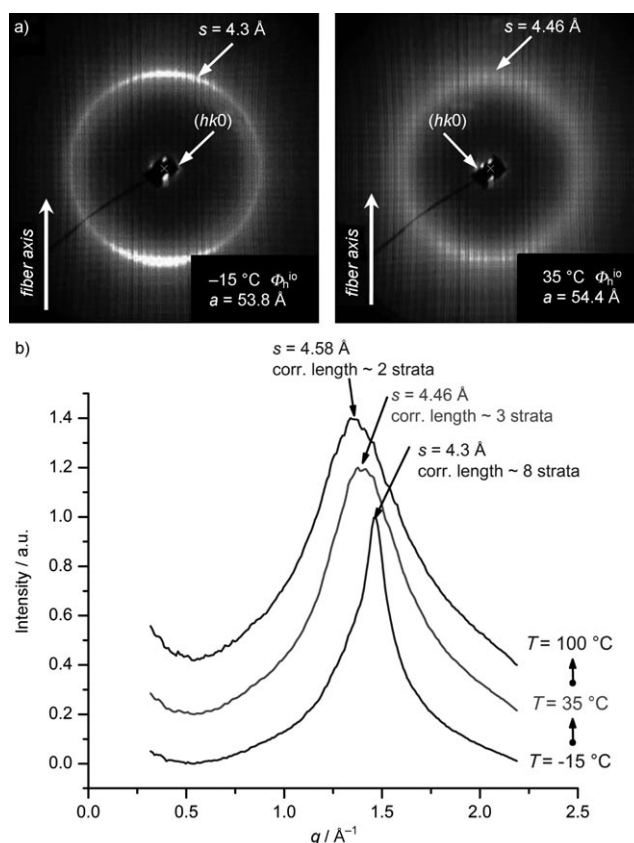 a)
s = 4.3 Å
(hk0)
fiber axis
–15 °C Φₕⁱᵒ
a = 53.8 Å
s = 4.46 Å
(hk0)
fiber axis
35 °C Φₕⁱᵒ
a = 54.4 Å
b)
s = 4.58 Å
corr. length ~ 2 strata
s = 4.46 Å
corr. length ~ 3 strata
s = 4.3 Å
corr. length ~ 8 strata
Intensity / a.u.
1.4
1.2
1.0
0.8
0.6
0.4
0.2
0.0
T = 100 °C
T = 35 °C
T = -15 °C
0.0 0.5 1.0 1.5 2.0 2.5
q / Å⁻¹